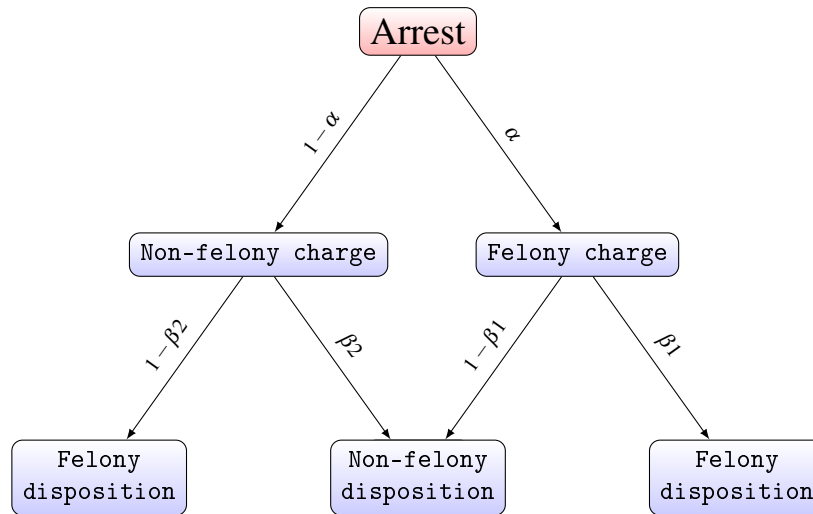 Arrest
1−α
α
Non-felony charge
Felony charge
1−β2
β2
1−β1
β1
Felony
disposition
Non-felony
disposition
Felony
disposition